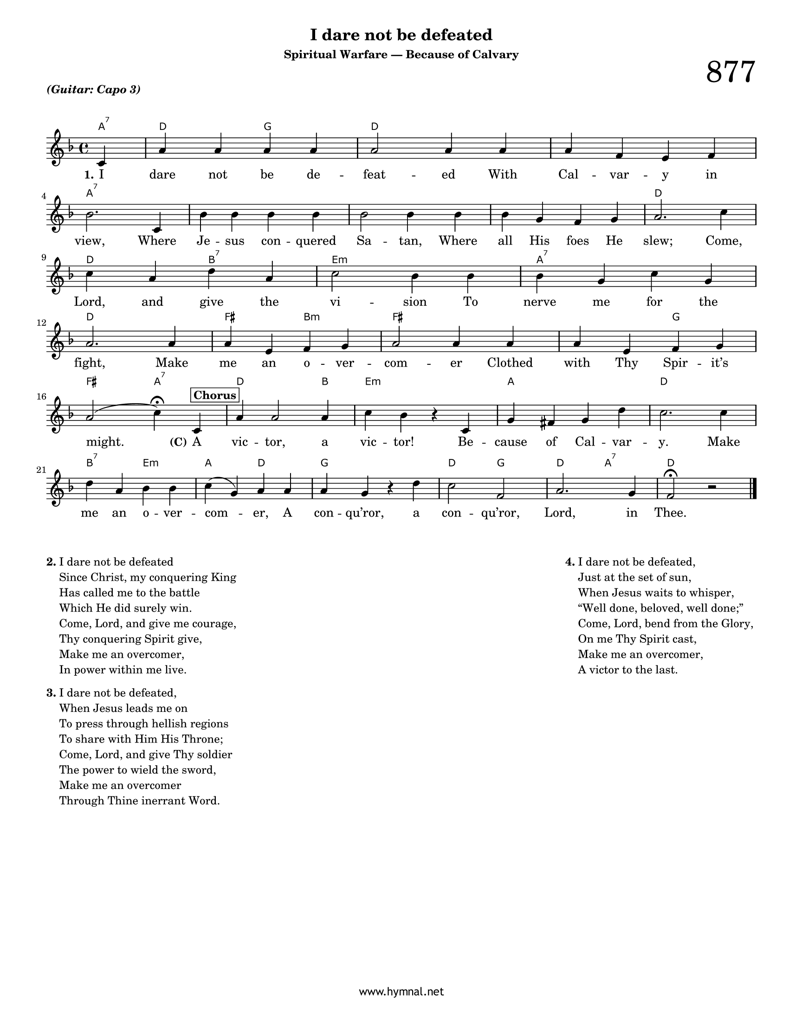 I dare not be defeated
Spiritual Warfare — Because of Calvary
877
(Guitar: Capo 3)
A7 D G D
1. I dare not be de - feat - ed With Cal - var - y in
4 A7 D
view, Where Je - sus con - quered Sa - tan, Where all His foes He slew; Come,
9 D B7 Em A7
Lord, and give the vi - sion To nerve me for the
12 D F♯ Bm F♯ G
fight, Make me an o - ver - com - er Clothed with Thy Spir - it's
16 F♯ A7 Chorus D B Em A D
might. (C) A vic - tor, a vic - tor! Be - cause of Cal - var - y. Make
21 B7 Em A D G D G D A7 D
me an o - ver - com - er, A con - qu'ror, a con - qu'ror, Lord, in Thee.
2. I dare not be defeated
Since Christ, my conquering King
Has called me to the battle
Which He did surely win.
Come, Lord, and give me courage,
Thy conquering Spirit give,
Make me an overcomer,
In power within me live.
3. I dare not be defeated,
When Jesus leads me on
To press through hellish regions
To share with Him His Throne;
Come, Lord, and give Thy soldier
The power to wield the sword,
Make me an overcomer
Through Thine inerrant Word.
4. I dare not be defeated,
Just at the set of sun,
When Jesus waits to whisper,
“Well done, beloved, well done;”
Come, Lord, bend from the Glory,
On me Thy Spirit cast,
Make me an overcomer,
A victor to the last.
www.hymnal.net